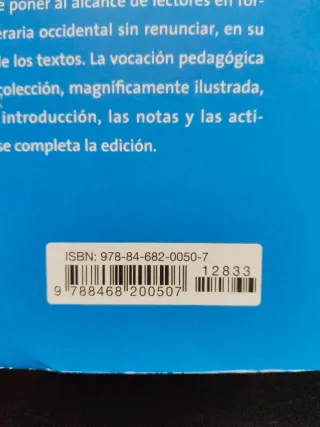 poner al alcance de lectores en for-
eraria occidental sin renunciar, en su
de los textos. La vocación pedagógica
colección, magníficamente ilustrada,
introducción, las notas y las acti-
se completa la edición.
ISBN: 978-84-682-0050-7
12833
9 788468 200507